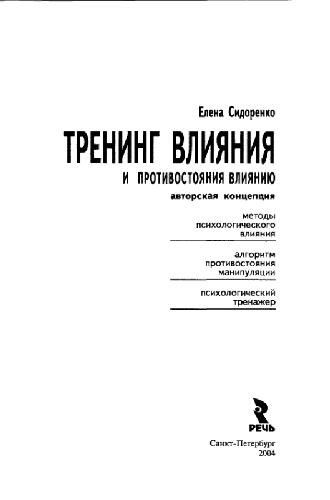 Елена Сидоренко
ТРЕНИНГ ВЛИЯНИЯ
И ПРОТИВОСТОЯНИЯ ВЛИЯНИЮ
авторская концепция
методы
психологического
влияния
алгоритм
противостояния
манипуляции
психологический
тренажер
РЕЧЬ
Санкт-Петербург
2004